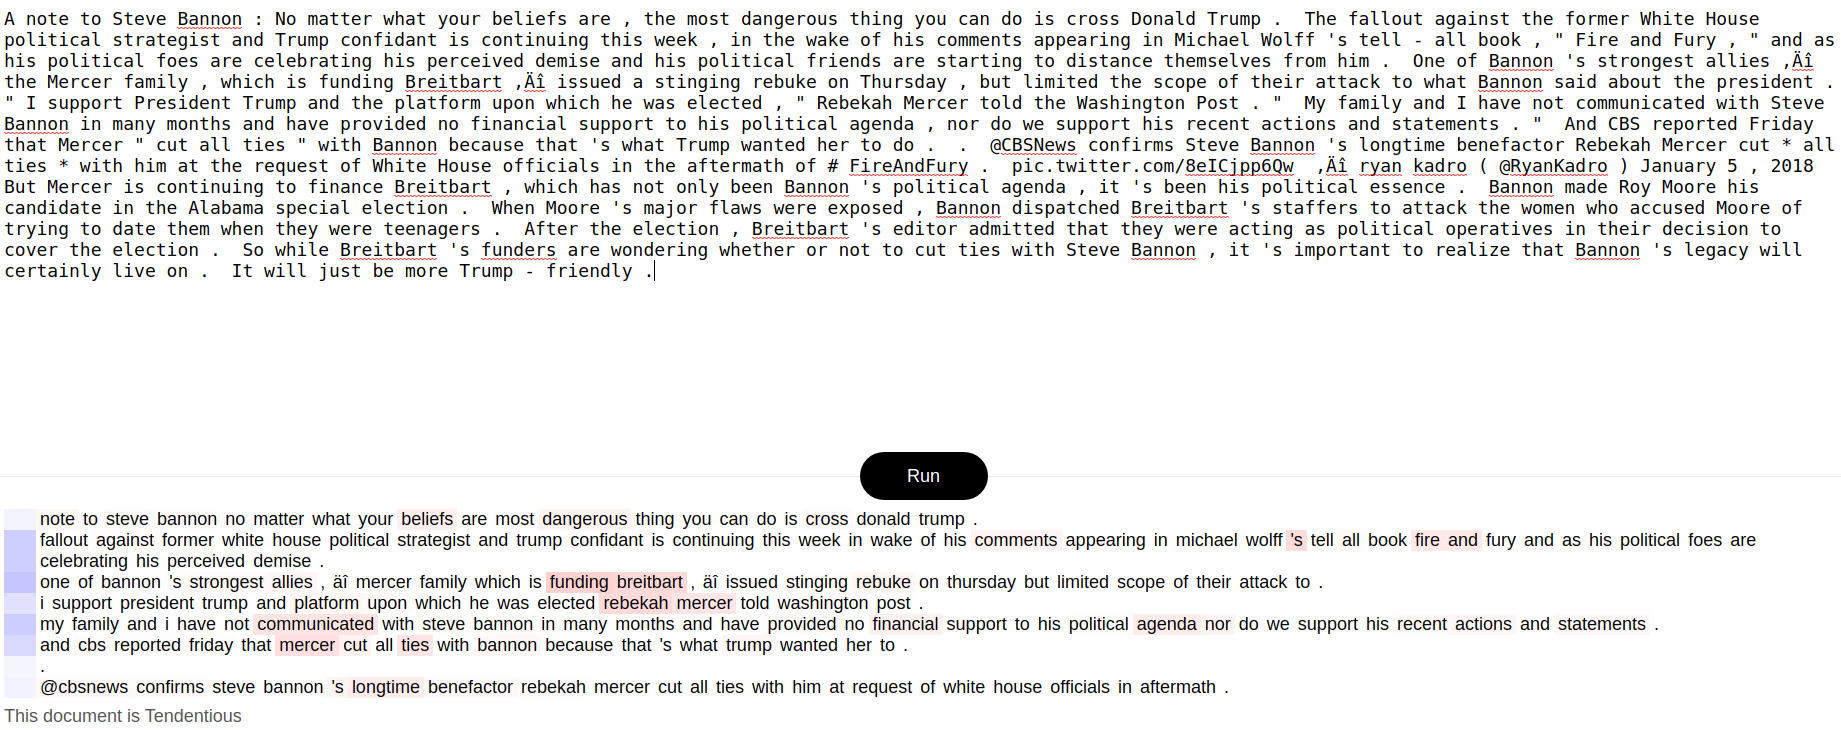 A note to Steve Bannon : No matter what your beliefs are , the most dangerous thing you can do is cross Donald Trump .  The fallout against the former White House
political strategist and Trump confidant is continuing this week , in the wake of his comments appearing in Michael Wolff 's tell - all book , " Fire and Fury , " and as
his political foes are celebrating his perceived demise and his political friends are starting to distance themselves from him .  One of Bannon 's strongest allies ‚Äî
the Mercer family , which is funding Breitbart ‚Äî issued a stinging rebuke on Thursday , but limited the scope of their attack to what Bannon said about the president .
" I support President Trump and the platform upon which he was elected , " Rebekah Mercer told the Washington Post . "  My family and I have not communicated with Steve
Bannon in many months and have provided no financial support to his political agenda , nor do we support his recent actions and statements . "  And CBS reported Friday
that Mercer " cut all ties " with Bannon because that 's what Trump wanted her to do .  .  @CBSNews confirms Steve Bannon 's longtime benefactor Rebekah Mercer cut * all
ties * with him at the request of White House officials in the aftermath of # FireAndFury .  pic.twitter.com/8eICjpp6Qw  ‚Äî ryan kadro ( @RyanKadro ) January 5 , 2018
But Mercer is continuing to finance Breitbart , which has not only been Bannon 's political agenda , it 's been his political essence .  Bannon made Roy Moore his
candidate in the Alabama special election .  When Moore 's major flaws were exposed , Bannon dispatched Breitbart 's staffers to attack the women who accused Moore of
trying to date them when they were teenagers .  After the election , Breitbart 's editor admitted that they were acting as political operatives in their decision to
cover the election .  So while Breitbart 's funders are wondering whether or not to cut ties with Steve Bannon , it 's important to realize that Bannon 's legacy will
certainly live on .  It will just be more Trump - friendly .
Run
note to steve bannon no matter what your beliefs are most dangerous thing you can do is cross donald trump .
fallout against former white house political strategist and trump confidant is continuing this week in wake of his comments appearing in michael wolff 's tell all book fire and fury and as his political foes are
celebrating his perceived demise .
one of bannon 's strongest allies , äî mercer family which is funding breitbart , äî issued stinging rebuke on thursday but limited scope of their attack to .
i support president trump and platform upon which he was elected rebekah mercer told washington post .
my family and i have not communicated with steve bannon in many months and have provided no financial support to his political agenda nor do we support his recent actions and statements .
and cbs reported friday that mercer cut all ties with bannon because that 's what trump wanted her to .
.
@cbsnews confirms steve bannon 's longtime benefactor rebekah mercer cut all ties with him at request of white house officials in aftermath .
This document is Tendentious